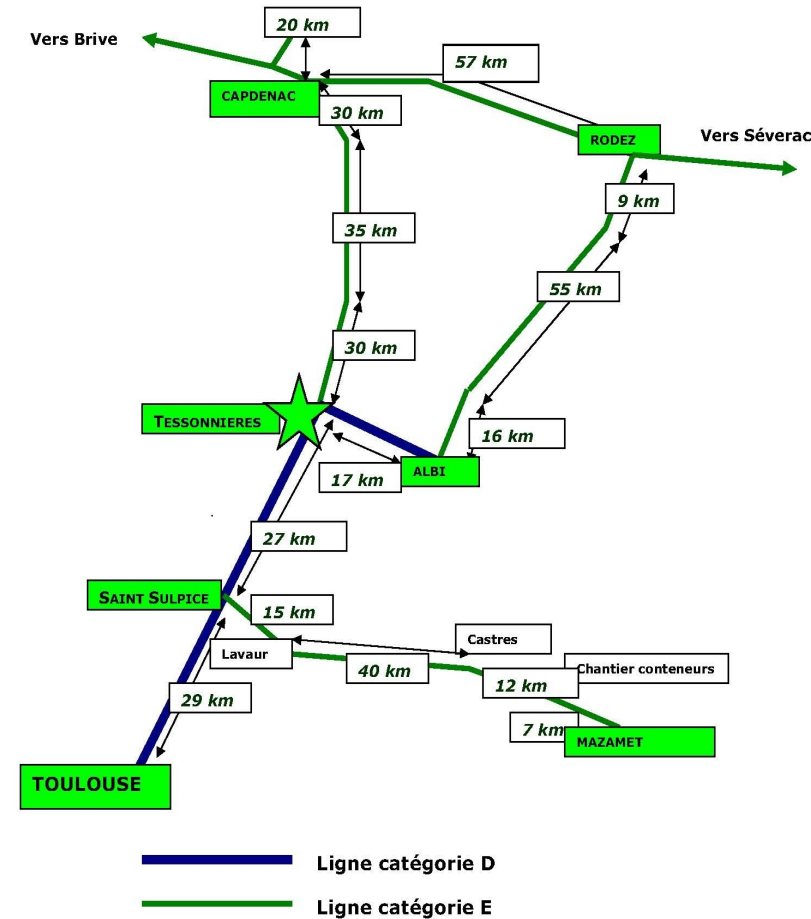 20 km
Vers Brive
57 km
CAPDENAC
30 km
RODEZ
Vers Séverac
9 km
35 km
55 km
30 km
TESSONNIERES
16 km
ALBI
17 km
27 km
SAINT SULPICE
15 km
Castres
Lavaur
40 km
Chantier conteneurs
12 km
29 km
7 km
MAZAMET
TOULOUSE
Ligne catégorie D
Ligne catégorie E